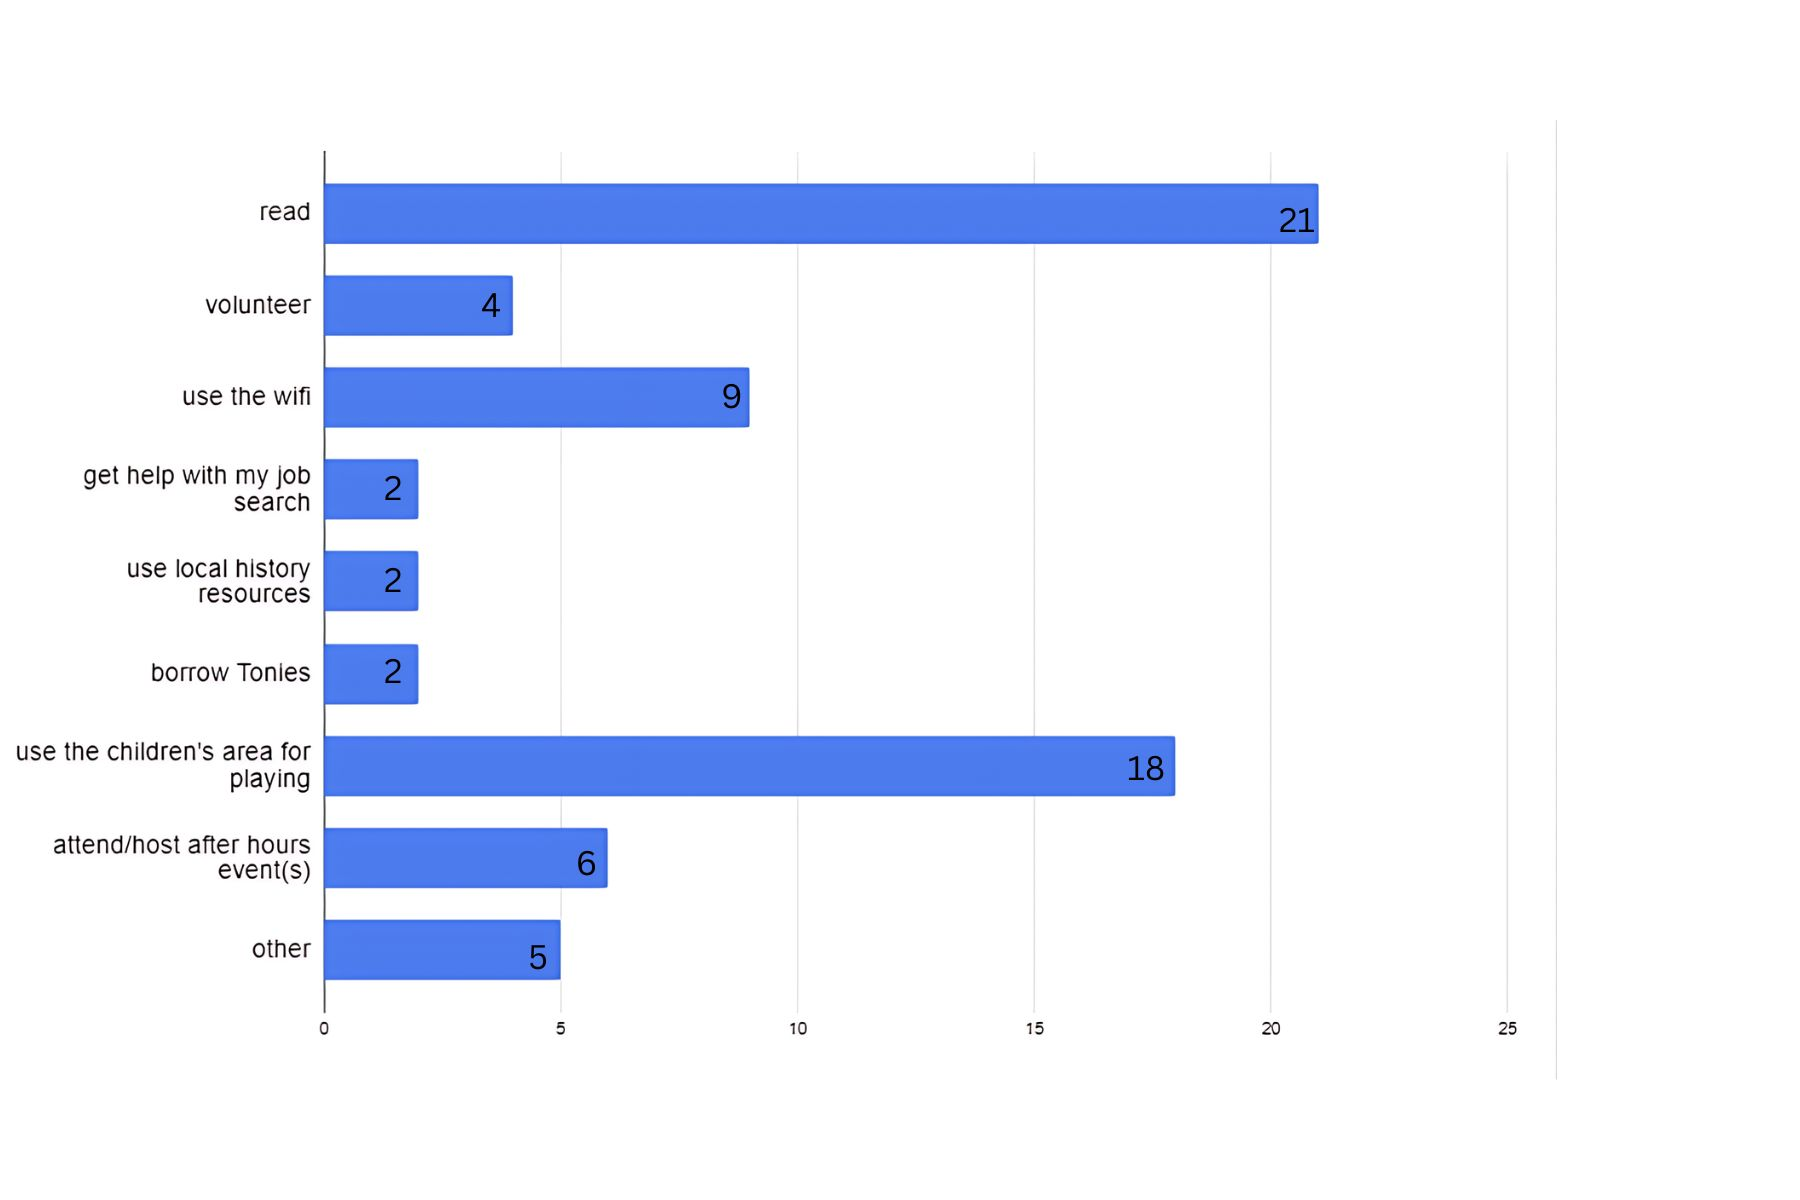 read
21
volunteer
4
use the wifi
9
get help with my job
search
2
use local history
resources
2
borrow Tonies
2
use the children's area for
playing
18
attend/host after hours
event(s)
6
other
5
0 5 10 15 20 25